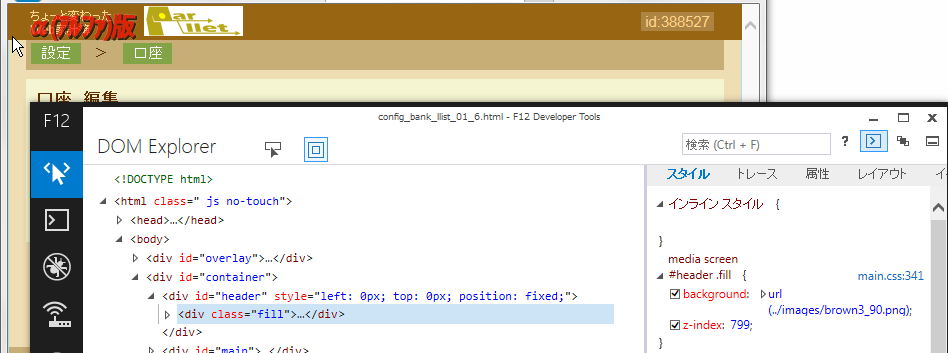 ちょっと変わった
α(アルファ)版
Par
llet.
id:388527
設定 > 口座
口座 編集
F12
config_bank_llist_01_6.html - F12 Developer Tools
DOM Explorer
検索 (Ctrl + F)
?
<!DOCTYPE html>
<html class=" js no-touch">
<head>…</head>
<body>
<div id="overlay">…</div>
<div id="container">
<div id="header" style="left: 0px; top: 0px; position: fixed;">
<div class="fill">…</div>
</div>
<div id="main">…</div>
スタイル トレース 属性 レイアウト イ
インライン スタイル {
}
media screen
#header .fill { main.css:341
background: url
(../images/brown3_90.png);
z-index: 799;
}